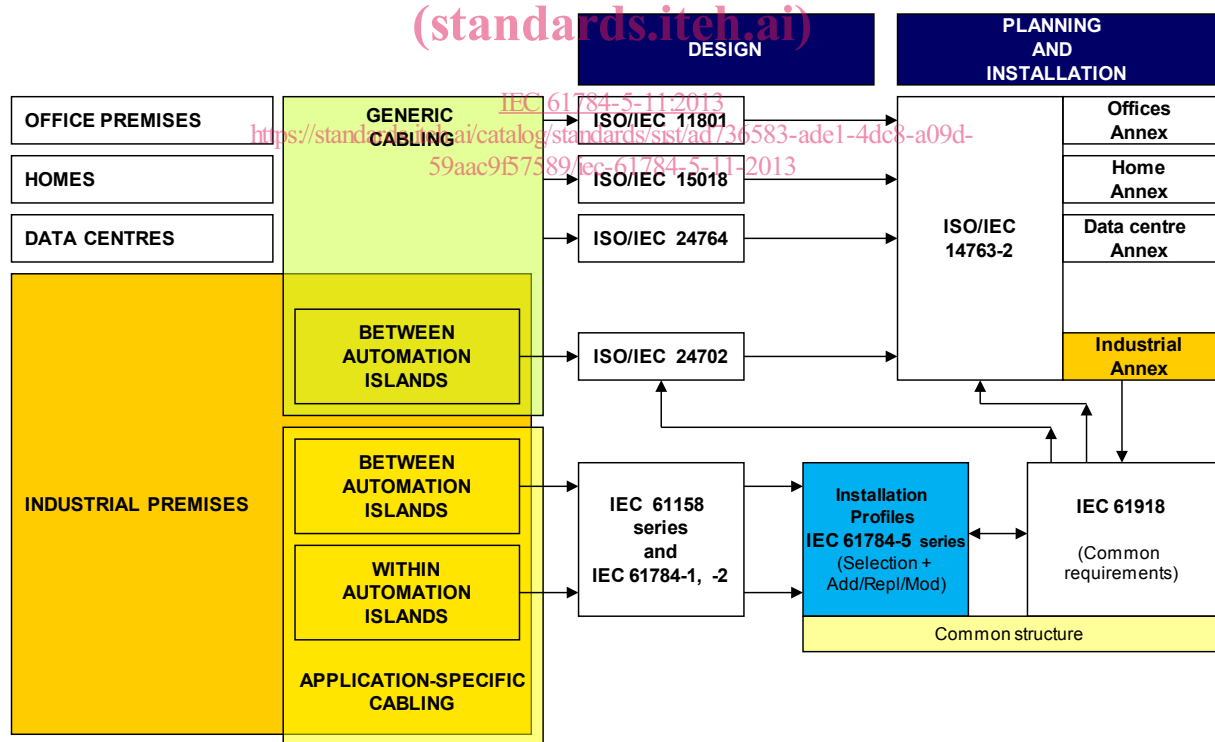 (standards.iteh.ai)
DESIGN
PLANNING
AND
INSTALLATION
IEC 61784-5-11:2013
https://standards.iteh.ai/catalog/standards/sist/ad736583-ade1-4dc8-a09d-
59aac9f57589/iec-61784-5-11-2013
OFFICE PREMISES
GENERIC
CABLING
ISO/IEC 11801
Offices
Annex
HOMES
ISO/IEC 15018
Home
Annex
DATA CENTRES
ISO/IEC 24764
ISO/IEC
14763-2
Data centre
Annex
BETWEEN
AUTOMATION
ISLANDS
ISO/IEC 24702
Industrial
Annex
INDUSTRIAL PREMISES
BETWEEN
AUTOMATION
ISLANDS
WITHIN
AUTOMATION
ISLANDS
APPLICATION-SPECIFIC
CABLING
IEC 61158
series
and
IEC 61784-1, -2
Installation
Profiles
IEC 61784-5 series
(Selection +
Add/Repl/Mod)
IEC 61918
(Common
requirements)
Common structure